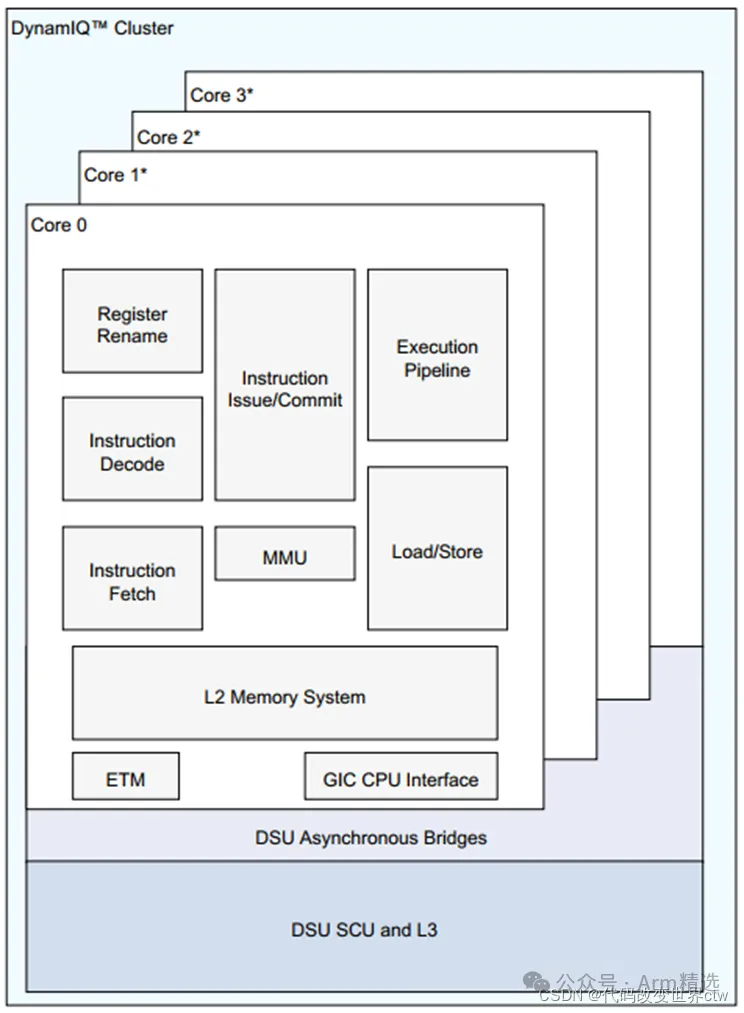 DynamIQ™ Cluster
Core 3*
Core 2*
Core 1*
Core 0
Register
Rename
Instruction
Issue/Commit
Execution
Pipeline
Instruction
Decode
Instruction
Fetch
MMU
Load/Store
L2 Memory System
ETM
GIC CPU Interface
DSU Asynchronous Bridges
DSU SCU and L3
公众号 · Arm精选
CSDN @代码改变世界ctw